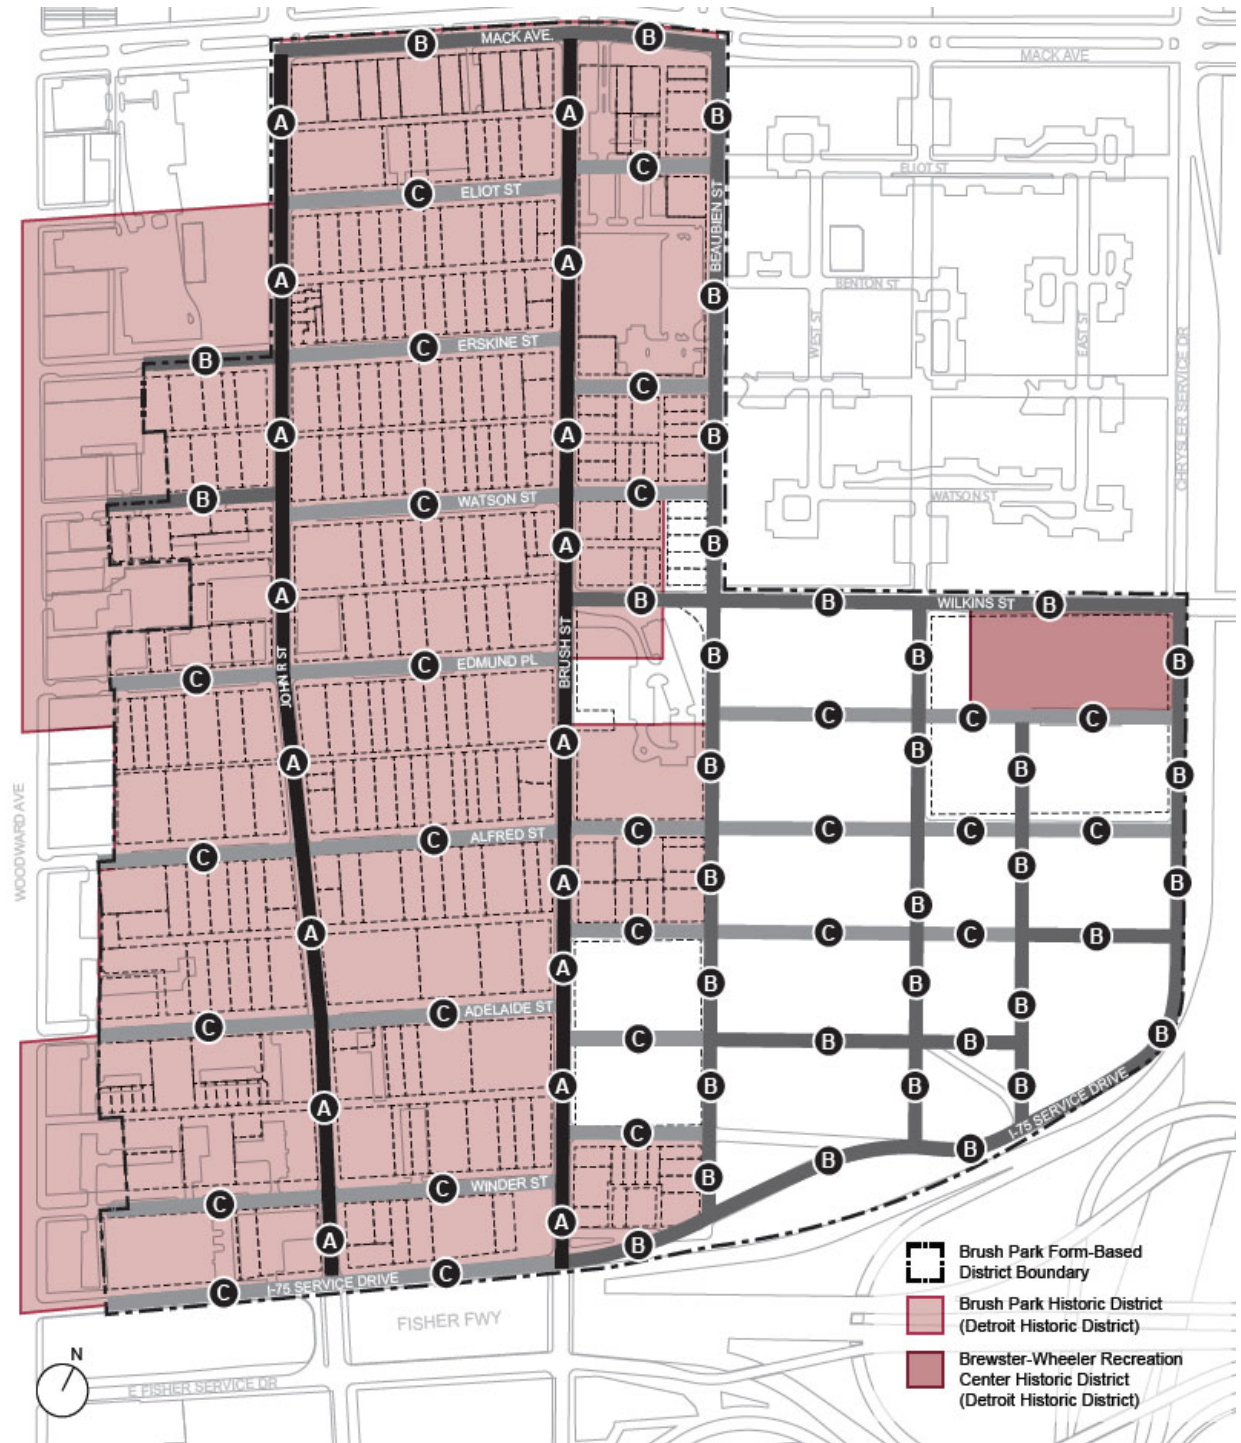 B
MACK AVE.
B
MACK AVE
A
A
B
C
ELIOT ST
C
ELIOT ST
BEAUBIEN ST
A
A
B
BENTON ST
WEST ST
EAST ST
CHRYSLER SERVICE DR
B
C
ERSKINE ST
C
A
A
B
B
C
WATSON ST
C
WATSON ST
A
B
A
B
B
WILKINS ST
B
JOHN R ST
BRUSH ST
C
C
EDMUND PL
B
B
B
C
C
C
A
A
B
B
B
B
WOODWARD AVE
C
C
ALFRED ST
C
C
C
C
A
B
B
B
A
B
C
C
C
B
A
B
B
B
C
C
ADELAIDE ST
C
B
B
B
A
A
B
B
B
I-75 SERVICE DRIVE
C
B
B
C
C
WINDER ST
B
A
A
B
C
I-75 SERVICE DRIVE
C
FISHER FWY
E FISHER SERVICE DR
N
Brush Park Form-Based
District Boundary
Brush Park Historic District
(Detroit Historic District)
Brewster-Wheeler Recreation
Center Historic District
(Detroit Historic District)